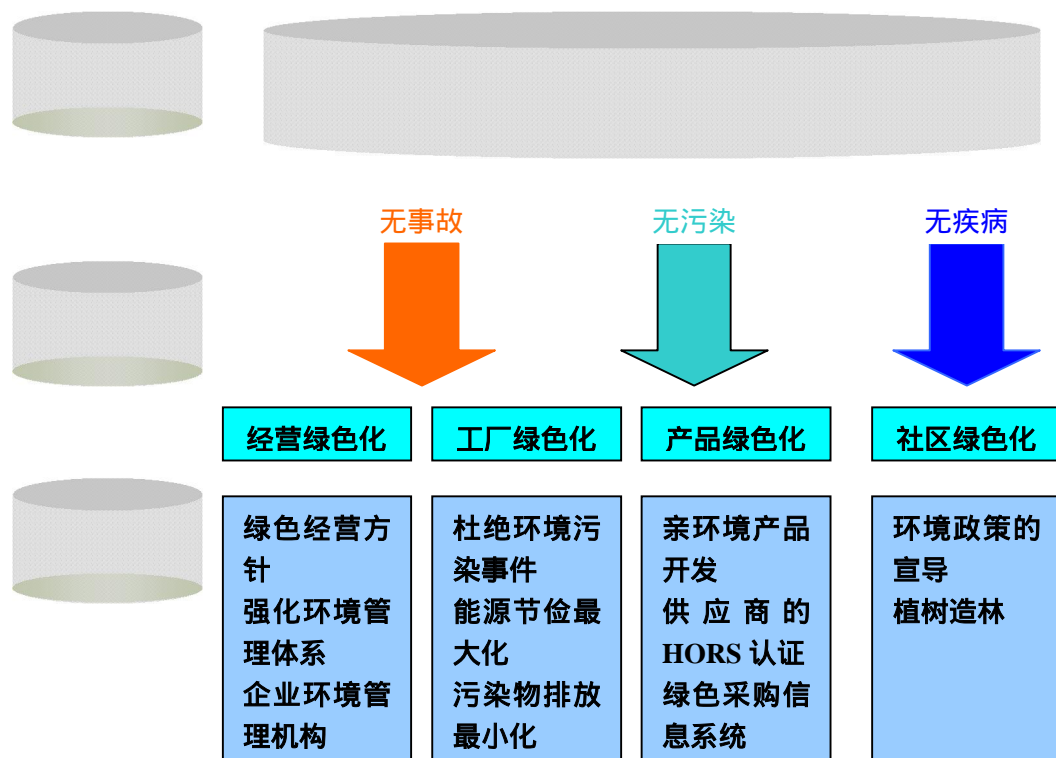 无事故
无污染
无疾病
经营绿色化
工厂绿色化
产品绿色化
社区绿色化
绿色经营方
针
强化环境管
理体系
企业环境管
理机构
杜绝环境污
染事件
能源节俭最
大化
污染物排放
最小化
亲环境产品
开发
供应商的
HORS 认证
绿色采购信
息系统
环境政策的
宣导
植树造林